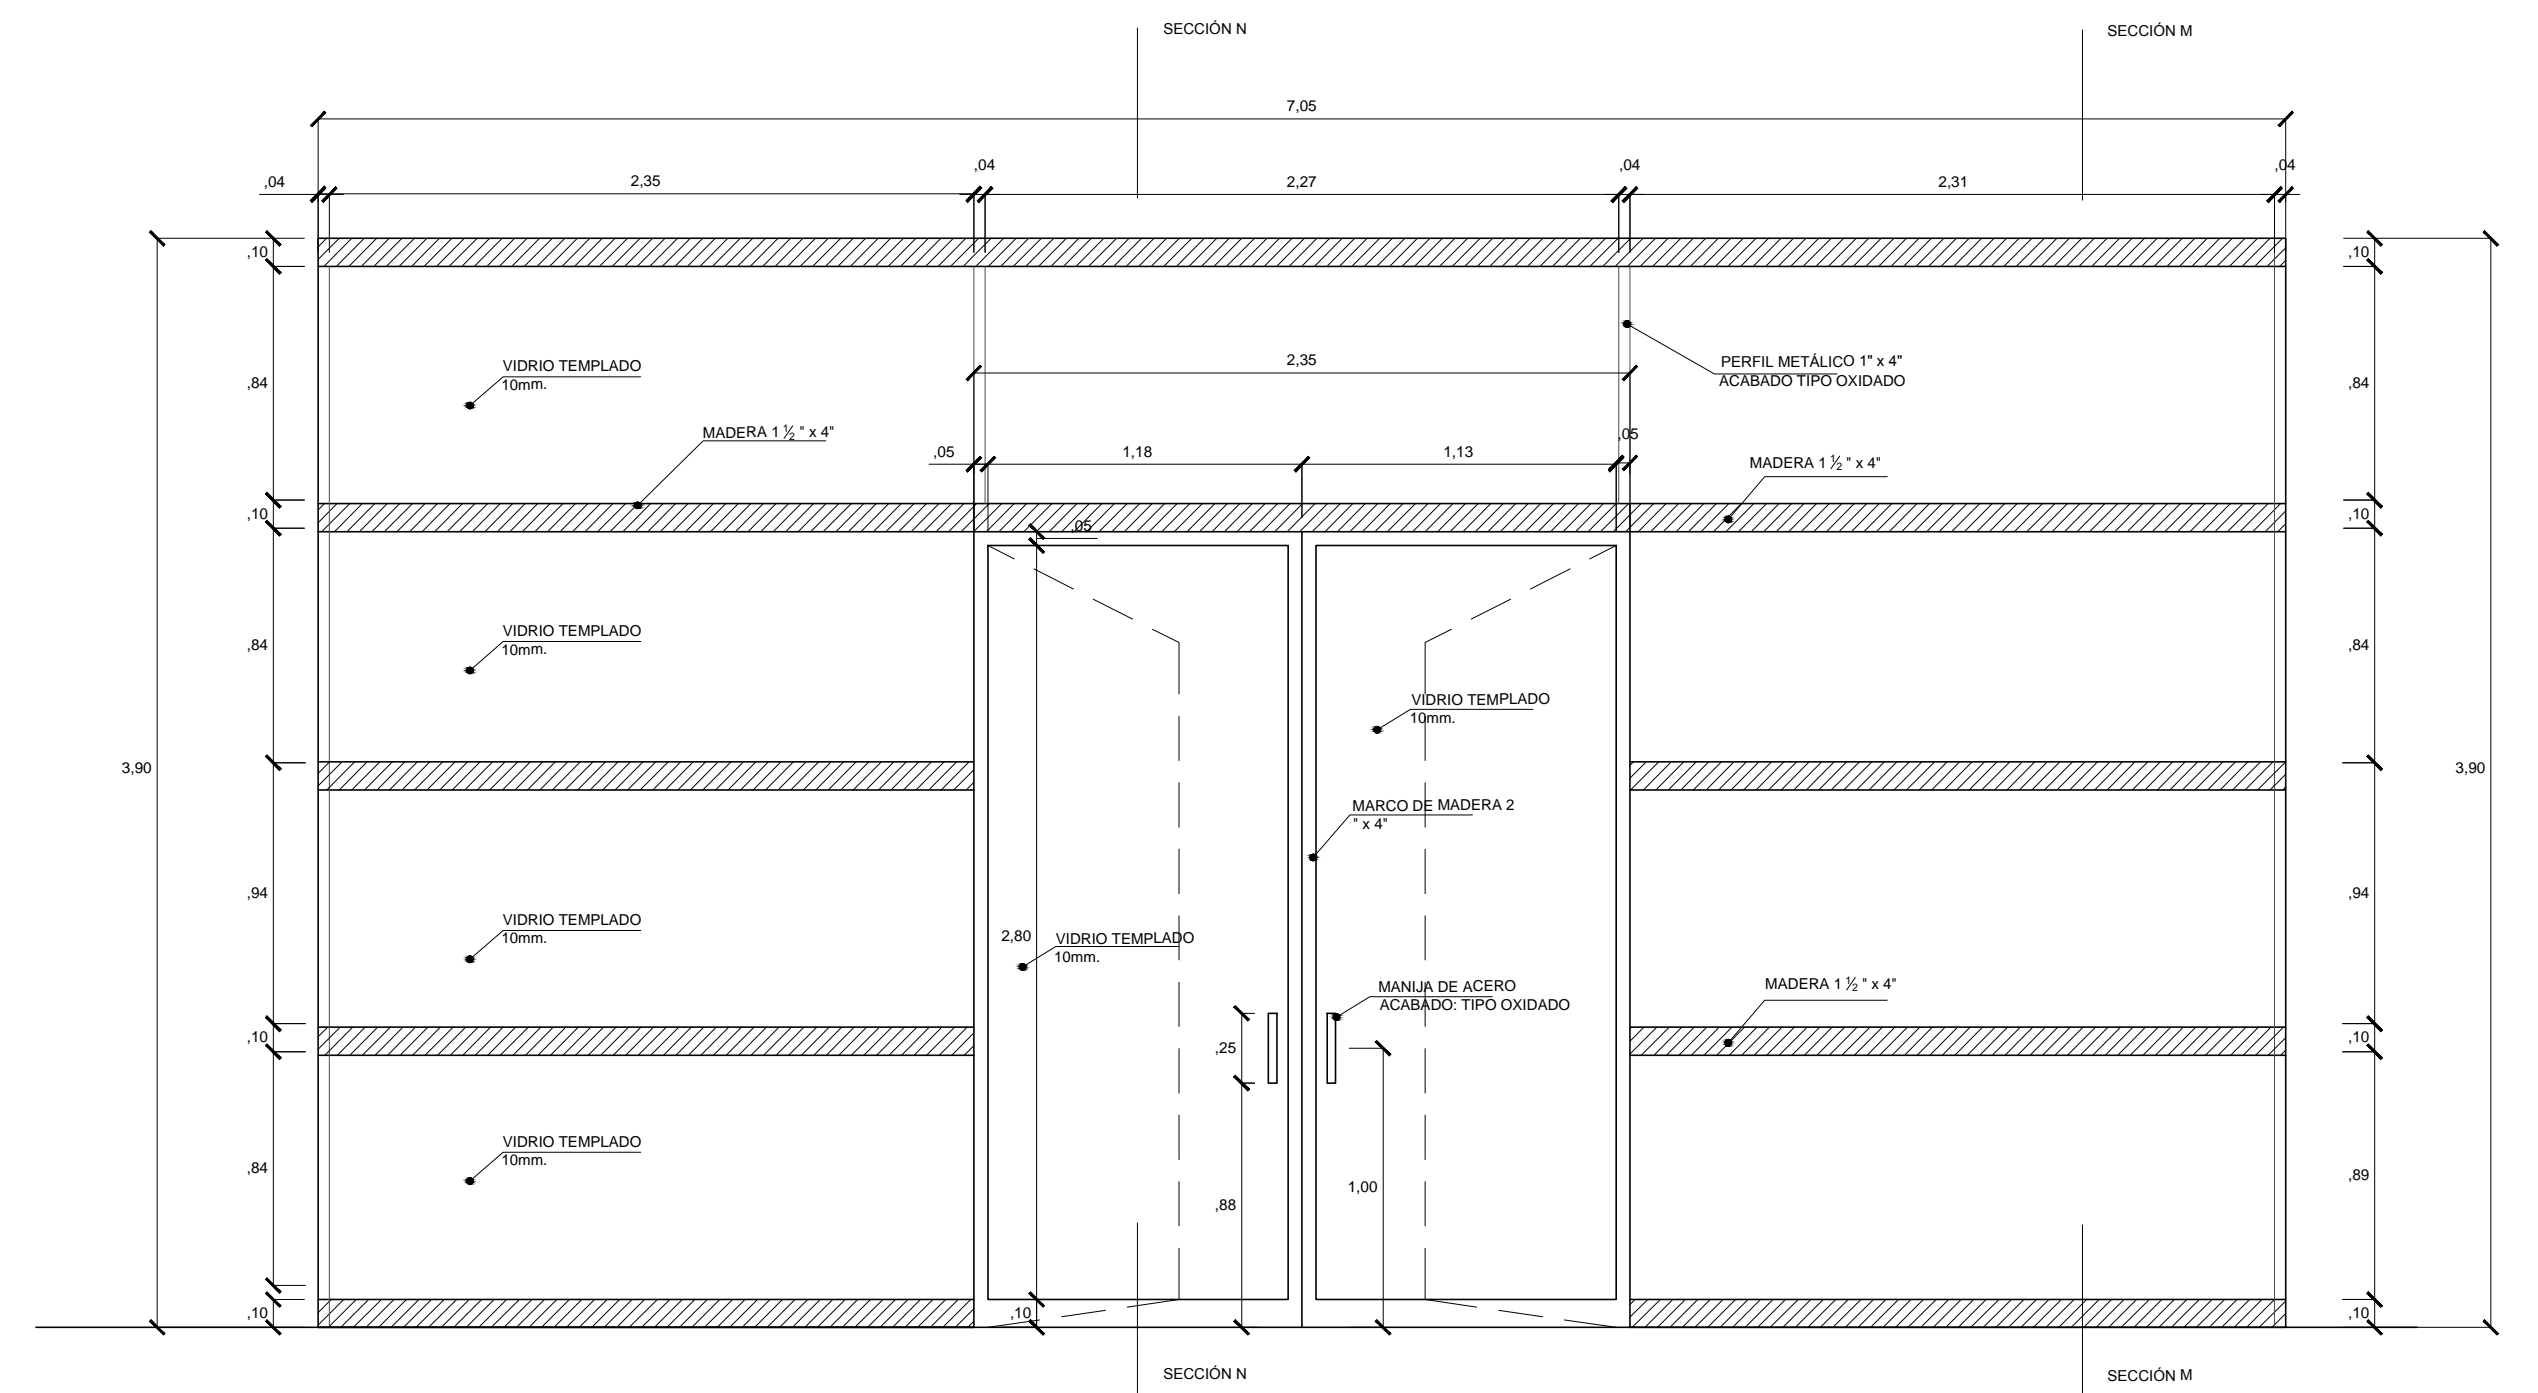 SECCIÓN N
SECCIÓN M
7,05
,04
2,35
,04
2,27
,04
2,31
,04
,10
,10
VIDRIO TEMPLADO
10mm.
2,35
PERFIL METÁLICO 1" x 4"
ACABADO TIPO OXIDADO
,84
,84
MADERA 1 ½ " x 4"
,05
1,18
1,13
,05
MADERA 1 ½ " x 4"
,10
,05
,10
VIDRIO TEMPLADO
10mm.
,84
,84
VIDRIO TEMPLADO
10mm.
3,90
3,90
MARCO DE MADERA 2
" x 4"
,94
,94
VIDRIO TEMPLADO
10mm.
2,80
VIDRIO TEMPLADO
10mm.
MANIJA DE ACERO
ACABADO: TIPO OXIDADO
MADERA 1 ½ " x 4"
,10
,25
,10
VIDRIO TEMPLADO
10mm.
,84
,88
1,00
,89
,10
,10
,10
SECCIÓN N
SECCIÓN M